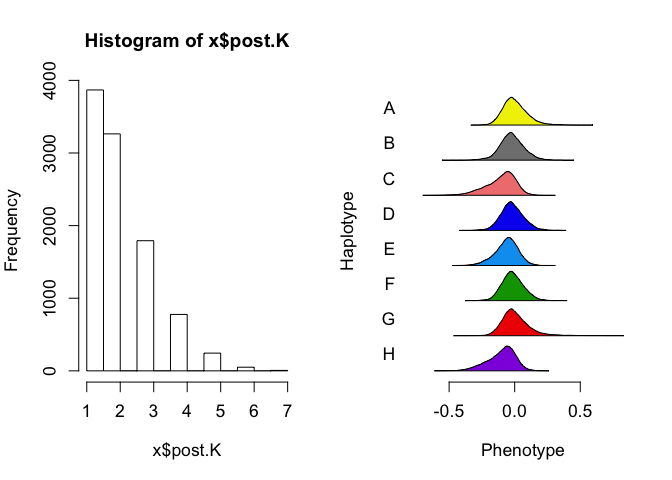 Histogram of x$post.K
Frequency
0
1000
2000
3000
4000
1 2 3 4 5 6 7
x$post.K
Haplotype
A
B
C
D
E
F
G
H
-0.5 0.0 0.5
Phenotype